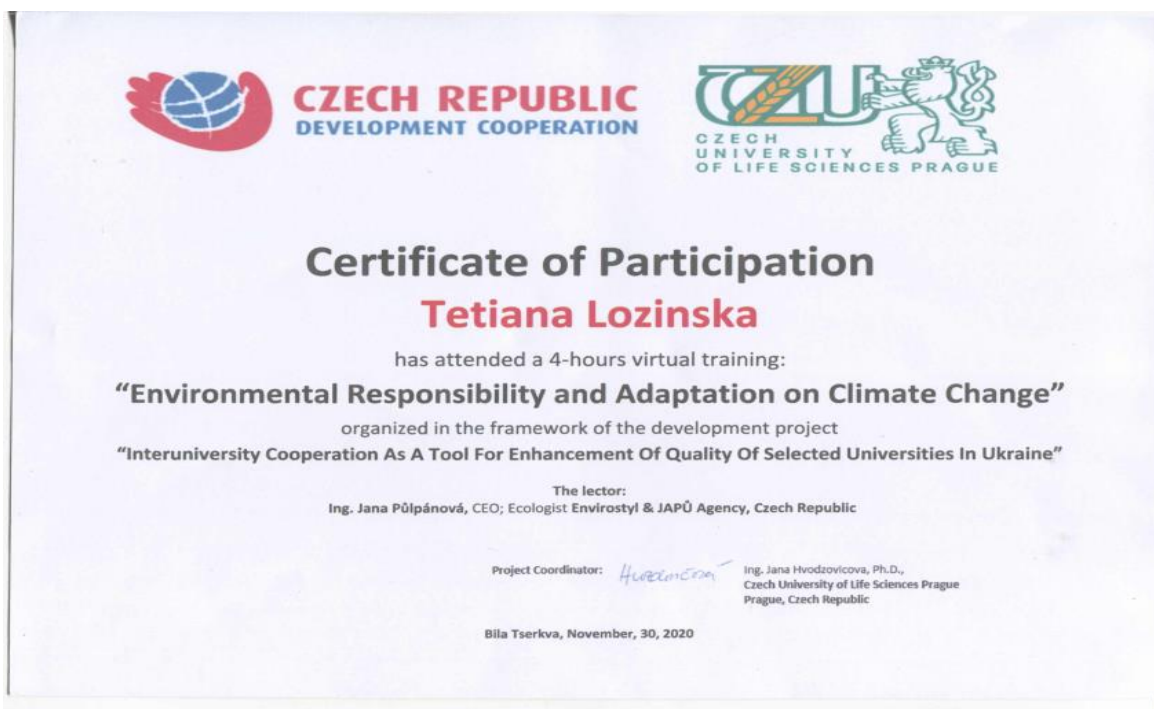 CZECH REPUBLIC
DEVELOPMENT COOPERATION
CZU
CZECH
UNIVERSITY
OF LIFE SCIENCES PRAGUE
Certificate of Participation
Tetiana Lozinska
has attended a 4-hours virtual training:
“Environmental Responsibility and Adaptation on Climate Change”
organized in the framework of the development project
“Interuniversity Cooperation As A Tool For Enhancement Of Quality Of Selected Universities In Ukraine”
The lector:
Ing. Jana Půlpánová, CEO; Ecologist Envirostyl & JAPŮ Agency, Czech Republic
Project Coordinator:
Ing. Jana Hvodzovicova, Ph.D.,
Czech University of Life Sciences Prague
Prague, Czech Republic
Bila Tserkva, November, 30, 2020